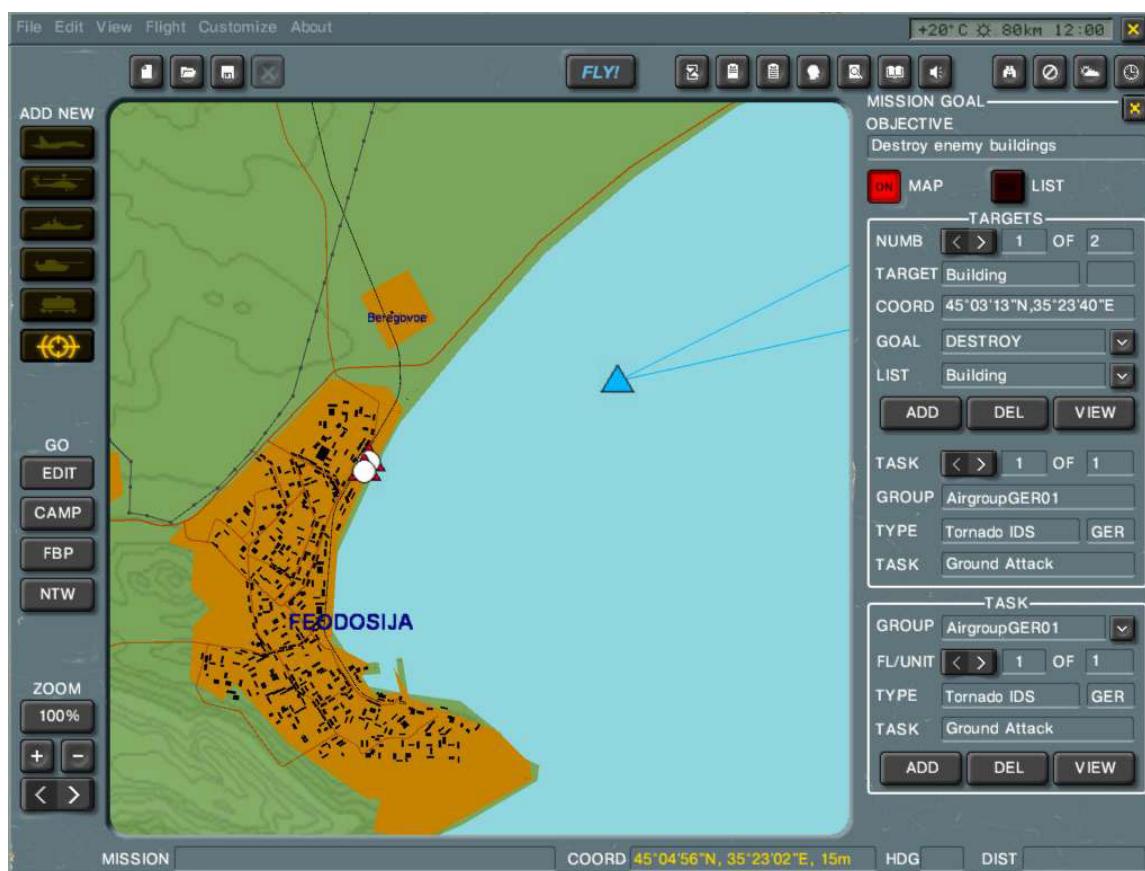 File Edit View Flight Customize About
+20°C 80km 12:00
FLY!
ADD NEW
GO
EDIT
CAMP
FBP
NTW
ZOOM
100%
+ −
< >
Beregovoe
FEODOSIJA
MISSION GOAL
OBJECTIVE
Destroy enemy buildings
ON MAP LIST
TARGETS
NUMB < > 1 OF 2
TARGET Building
COORD 45°03'13"N,35°23'40"E
GOAL DESTROY
LIST Building
ADD DEL VIEW
TASK < > 1 OF 1
GROUP AirgroupGER01
TYPE Tornado IDS GER
TASK Ground Attack
TASK
GROUP AirgroupGER01
FL/UNIT < > 1 OF 1
TYPE Tornado IDS GER
TASK Ground Attack
ADD DEL VIEW
MISSION COORD 45°04'56"N, 35°23'02"E, 15m HDG DIST